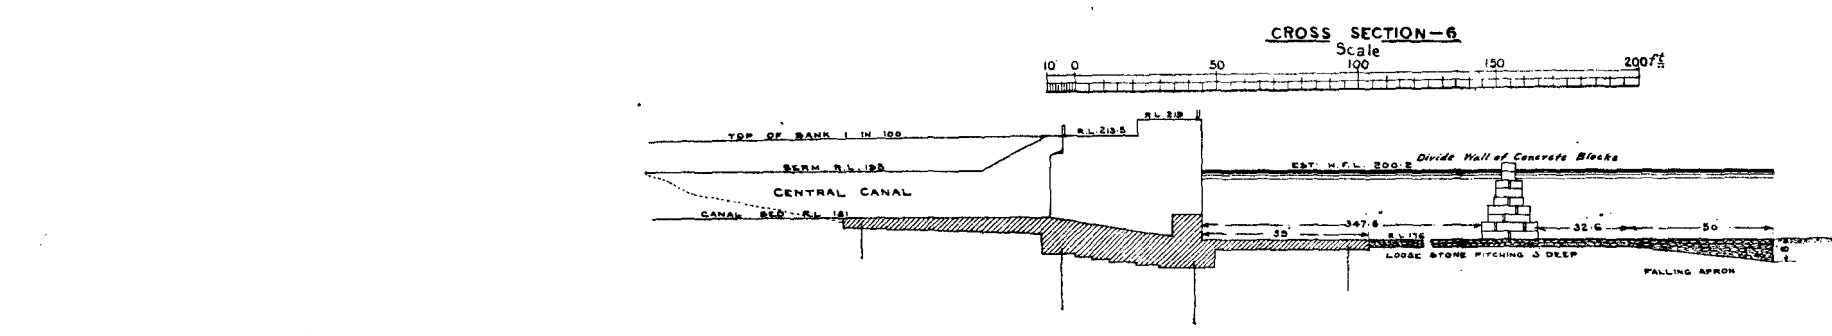 CROSS SECTION-6
Scale
10 0 50 100 150 200 ft
R.L. 219
TOP OF BANK 1 IN 100
R.L. 213.5
EST: H.F.L. 200.2
Divide Wall of Concrete Blocks
BERM R.L. 195
CENTRAL CANAL
CANAL BED R.L. 181
347.6"
32.6"
50
59
R.L. 176
LOOSE STONE PITCHING 3 DEEP
FALLING APRON